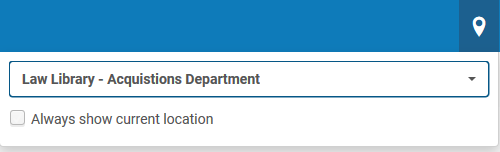 Law Library - Acquistions Department
Always show current location